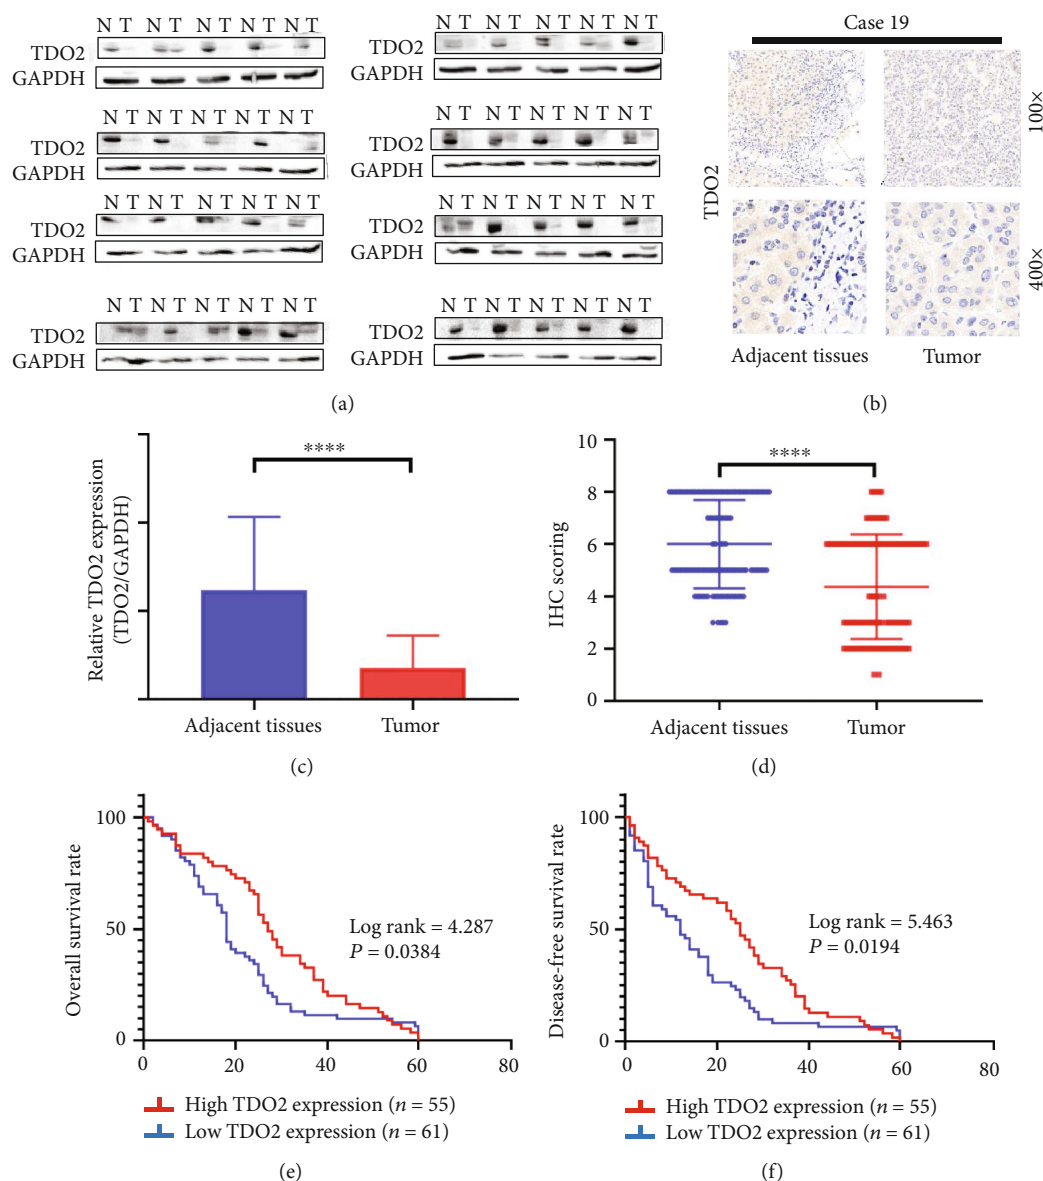 N T N T N T N T N T
TDO2
GAPDH
TDO2
GAPDH
TDO2
GAPDH
N T N T N T N T N T
TDO2
GAPDH
N T N T N T N T N T
TDO2
GAPDH
N T N T N T N T N T
TDO2
GAPDH
N T N T N T N T N T
TDO2
GAPDH
N T N T N T N T N T
TDO2
GAPDH
(a)
Case 19
TDO2
100×
400×
Adjacent tissues Tumor
(b)
Relative TDO2 expression
(TDO2/GAPDH)
****
Adjacent tissues Tumor
(c)
IHC scoring
10
8
6
4
2
0
****
Adjacent tissues Tumor
(d)
Overall survival rate
100
50
0
Log rank = 4.287
P = 0.0384
0 20 40 60 80
High TDO2 expression (n = 55)
Low TDO2 expression (n = 61)
(e)
Disease-free survival rate
100
50
0
Log rank = 5.463
P = 0.0194
0 20 40 60 80
High TDO2 expression (n = 55)
Low TDO2 expression (n = 61)
(f)